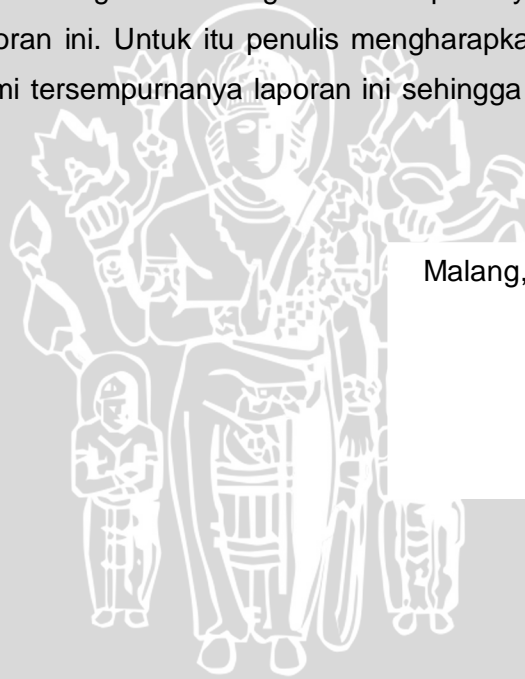 oran ini. Untuk itu penulis mengharapka
mi tersempurnanya laporan ini sehingga
Malang,